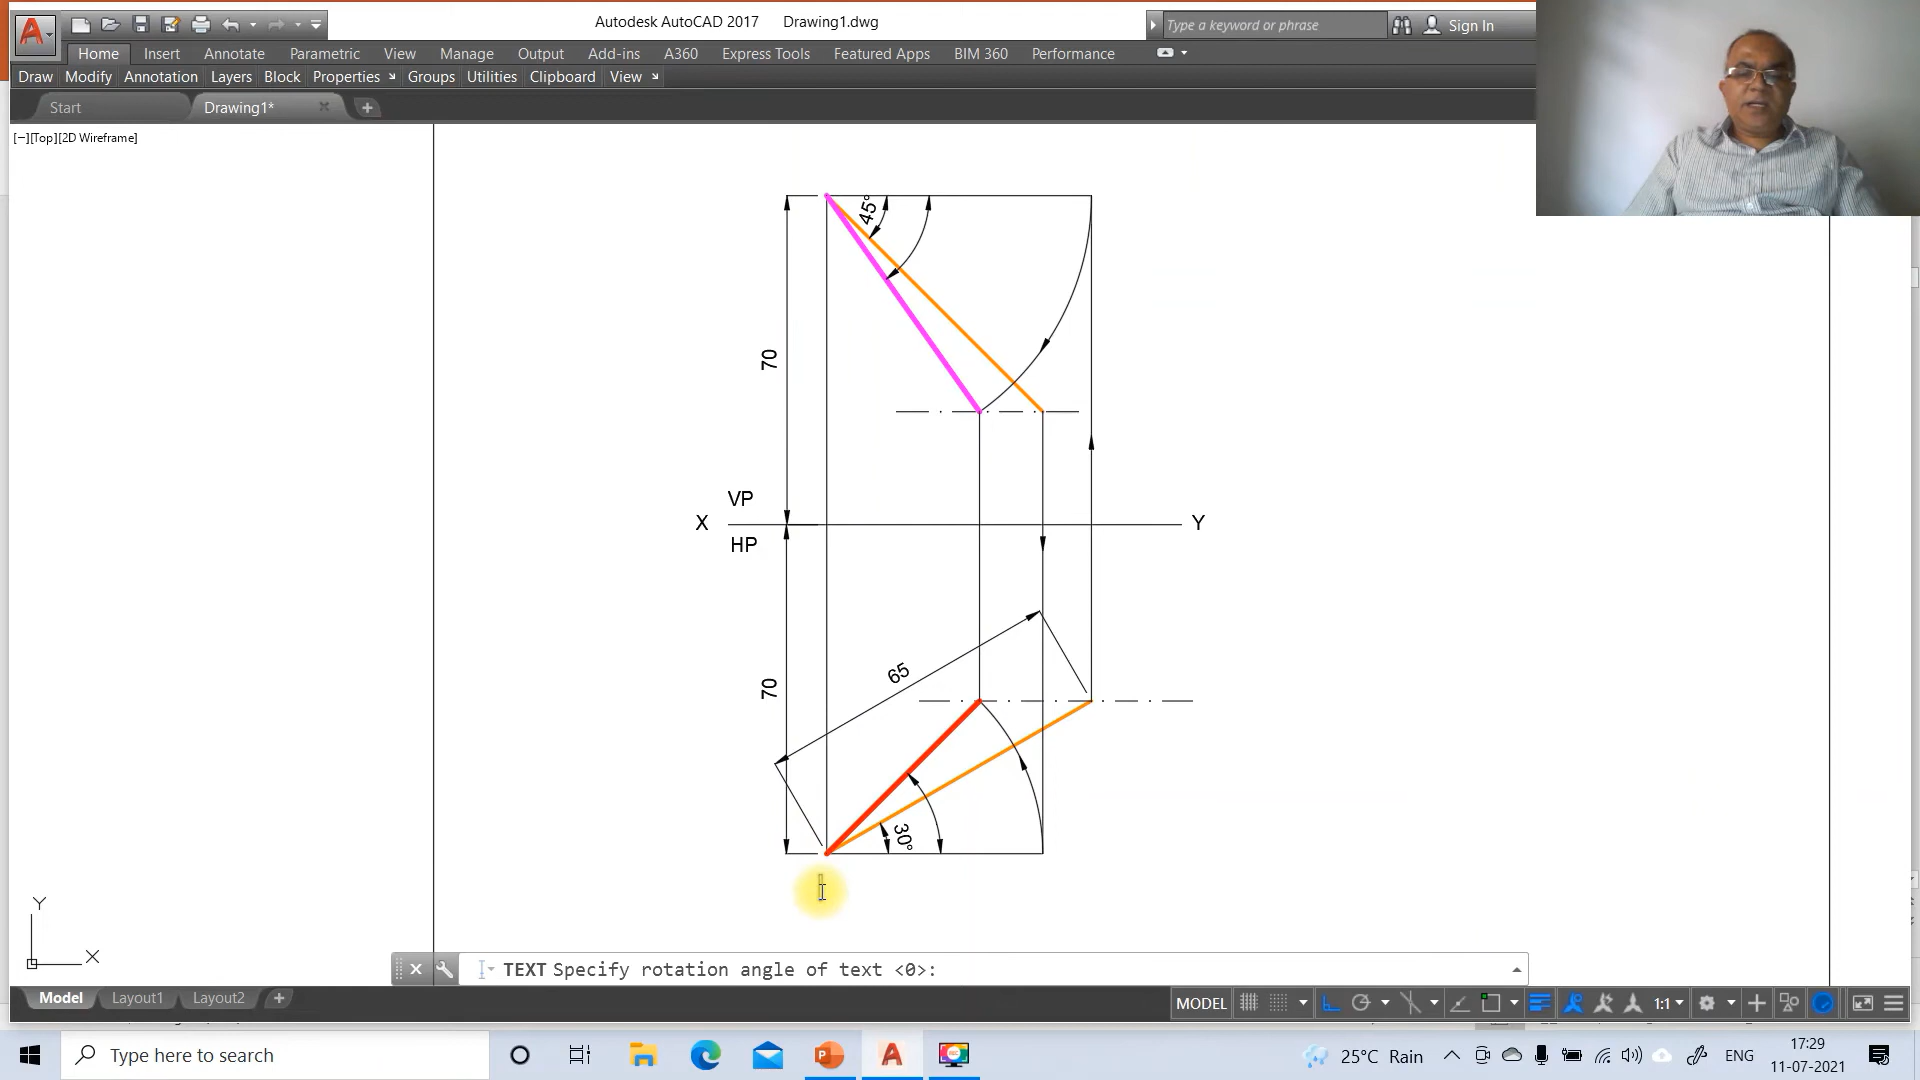 Autodesk AutoCAD 2017 Drawing1.dwg
Type a keyword or phrase
Sign In
Home Insert Annotate Parametric View Manage Output Add-ins A360 Express Tools Featured Apps BIM 360 Performance
Draw Modify Annotation Layers Block Properties Groups Utilities Clipboard View
Start
Drawing1*
[−][Top][2D Wireframe]
45°
70
VP
X
Y
HP
65
70
30°
Y
X
TEXT Specify rotation angle of text <0>:
Model Layout1 Layout2
MODEL
1:1
Type here to search
25°C Rain
ENG
17:29
11-07-2021